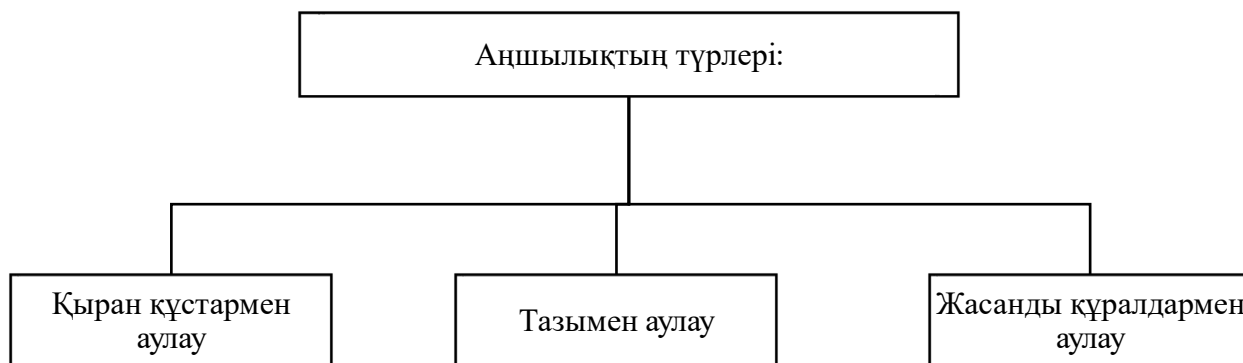 Аңшылықтың түрлері:
Қыран құстармен
аулау
Тазымен аулау
Жасанды құралдармен
аулау